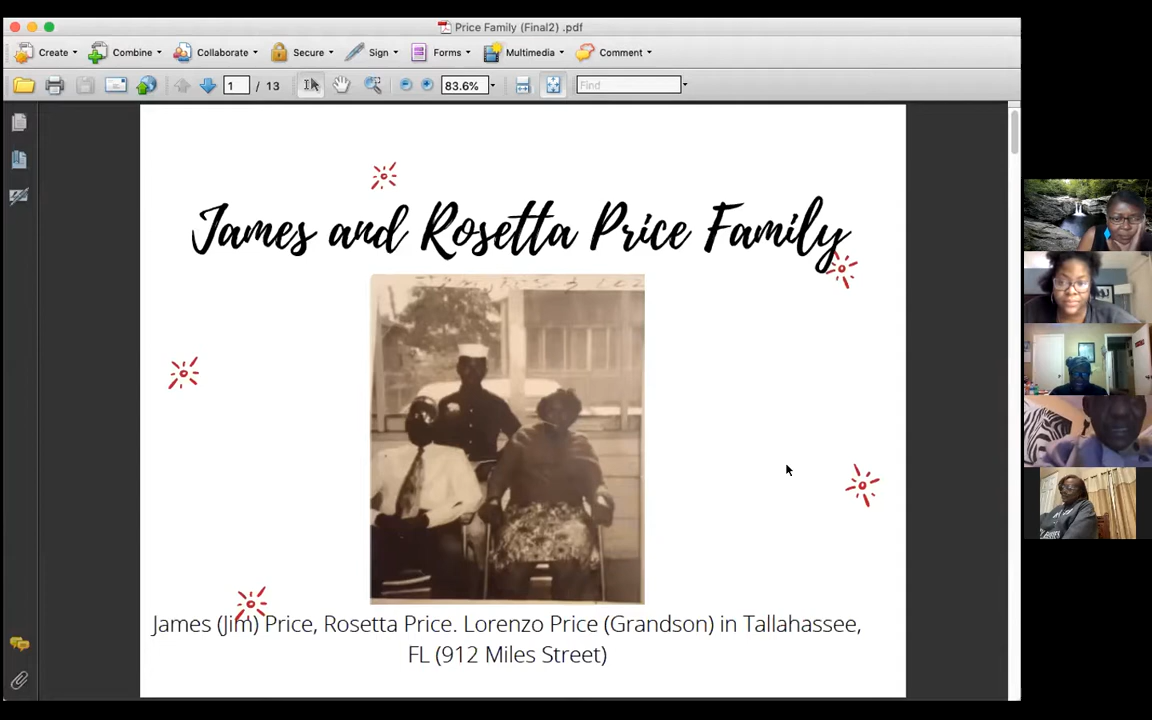 Price Family (Final2) .pdf
Create Combine Collaborate Secure Sign Forms Multimedia Comment
1 / 13 83.6% Find
James and Rosetta Price Family
James (Jim) Price, Rosetta Price. Lorenzo Price (Grandson) in Tallahassee,
FL (912 Miles Street)